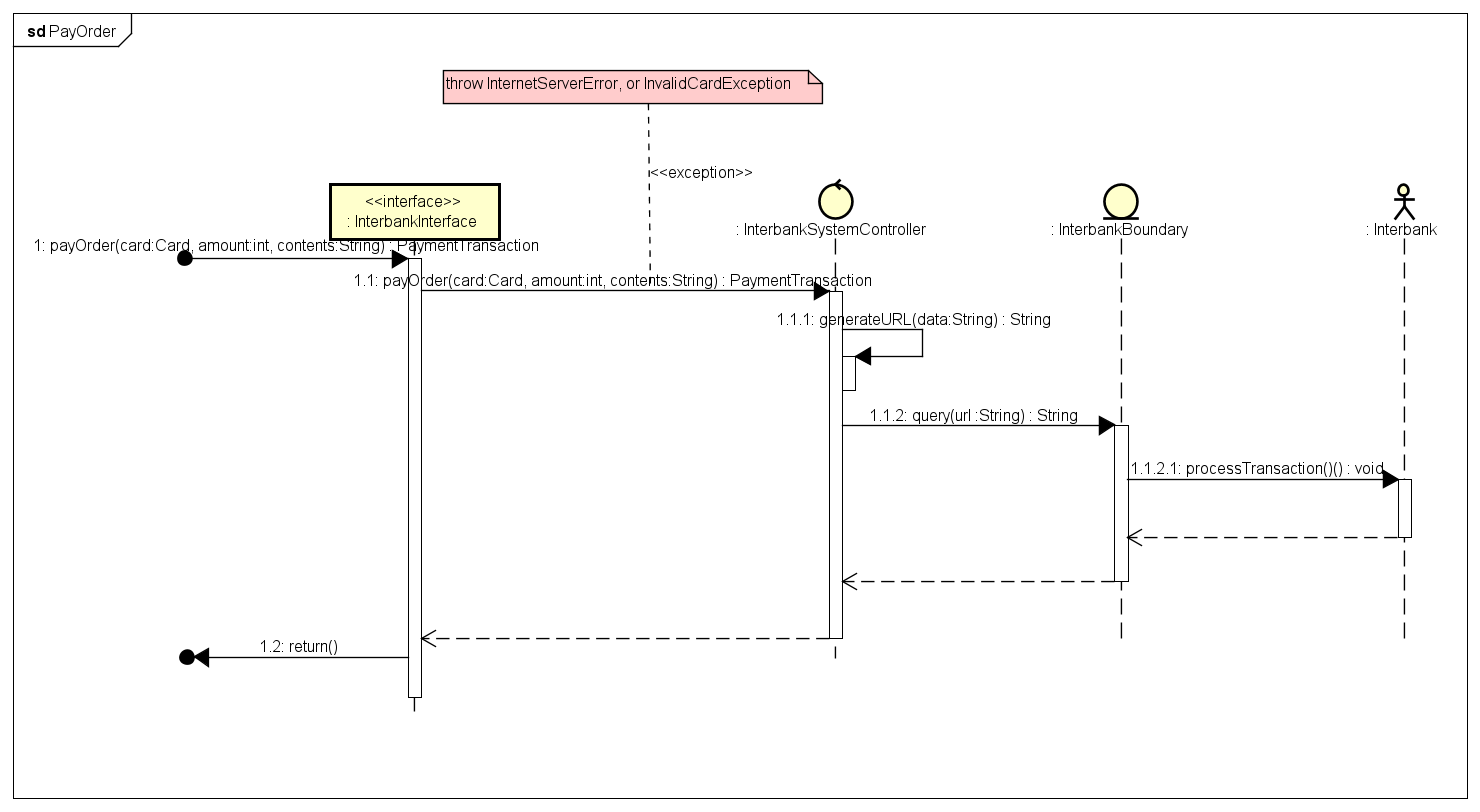 sd PayOrder
throw InternetServerError, or InvalidCardException
<<exception>>
<<interface>>
: InterbankInterface
: InterbankSystemController
: InterbankBoundary
: Interbank
1: payOrder(card:Card, amount:int, contents:String) : PaymentTransaction
1.1: payOrder(card:Card, amount:int, contents:String) : PaymentTransaction
1.1.1: generateURL(data:String) : String
1.1.2: query(url :String) : String
1.1.2.1: processTransaction()() : void
1.2: return()